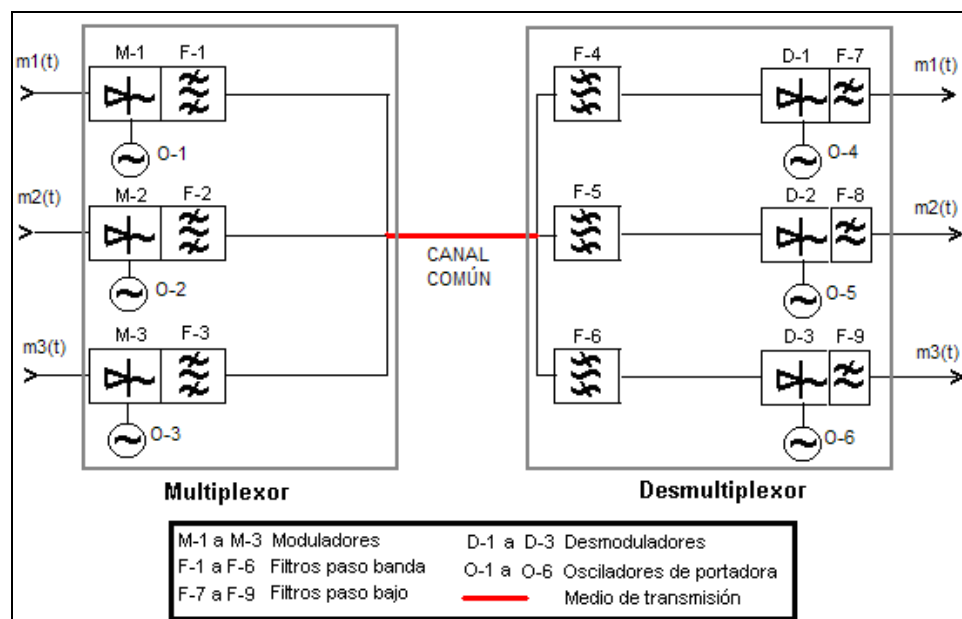 M-1 F-1
m1(t)
O-1
M-2 F-2
m2(t)
O-2
M-3 F-3
m3(t)
O-3
Multiplexor
CANAL
COMÚN
F-4
D-1 F-7
m1(t)
O-4
F-5
D-2 F-8
m2(t)
O-5
F-6
D-3 F-9
m3(t)
O-6
Desmultiplexor
M-1 a M-3 Moduladores
F-1 a F-6 Filtros paso banda
F-7 a F-9 Filtros paso bajo
D-1 a D-3 Desmoduladores
O-1 a O-6 Osciladores de portadora
Medio de transmisión